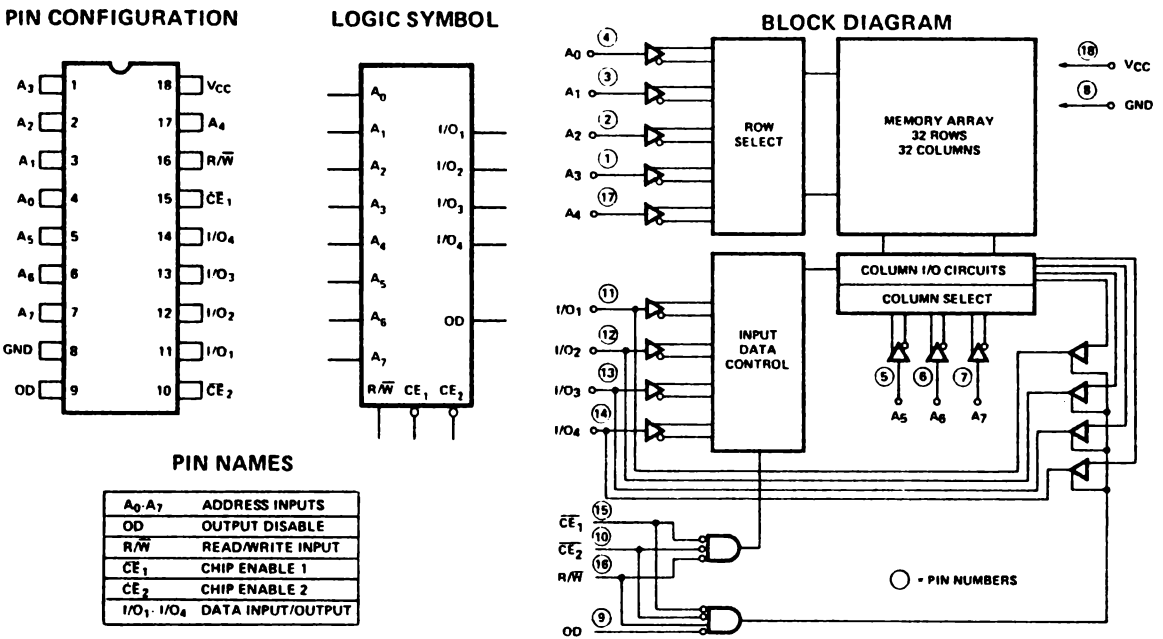 PIN CONFIGURATION
A₃ 1 18 VCC
A₂ 2 17 A₄
A₁ 3 16 R/W̅
A₀ 4 15 C̅E̅₁
A₅ 5 14 I/O₄
A₆ 6 13 I/O₃
A₇ 7 12 I/O₂
GND 8 11 I/O₁
OD 9 10 C̅E̅₂
LOGIC SYMBOL
A₀
A₁ I/O₁
A₂ I/O₂
A₃ I/O₃
A₄ I/O₄
A₅
A₆ OD
A₇
R/W̅ CE₁ CE₂
PIN NAMES
A₀-A₇ ADDRESS INPUTS
OD OUTPUT DISABLE
R/W̅ READ/WRITE INPUT
C̅E̅₁ CHIP ENABLE 1
C̅E̅₂ CHIP ENABLE 2
I/O₁-I/O₄ DATA INPUT/OUTPUT
BLOCK DIAGRAM
A₀ 4
A₁ 3
A₂ 2
A₃ 1
A₄ 17
ROW
SELECT
MEMORY ARRAY
32 ROWS
32 COLUMNS
18 VCC
8 GND
COLUMN I/O CIRCUITS
COLUMN SELECT
I/O₁ 11
I/O₂ 12
I/O₃ 13
I/O₄ 14
INPUT
DATA
CONTROL
5 6 7
A₅ A₆ A₇
C̅E̅₁ 15
C̅E̅₂ 10
R/W̅ 16
OD 9
= PIN NUMBERS